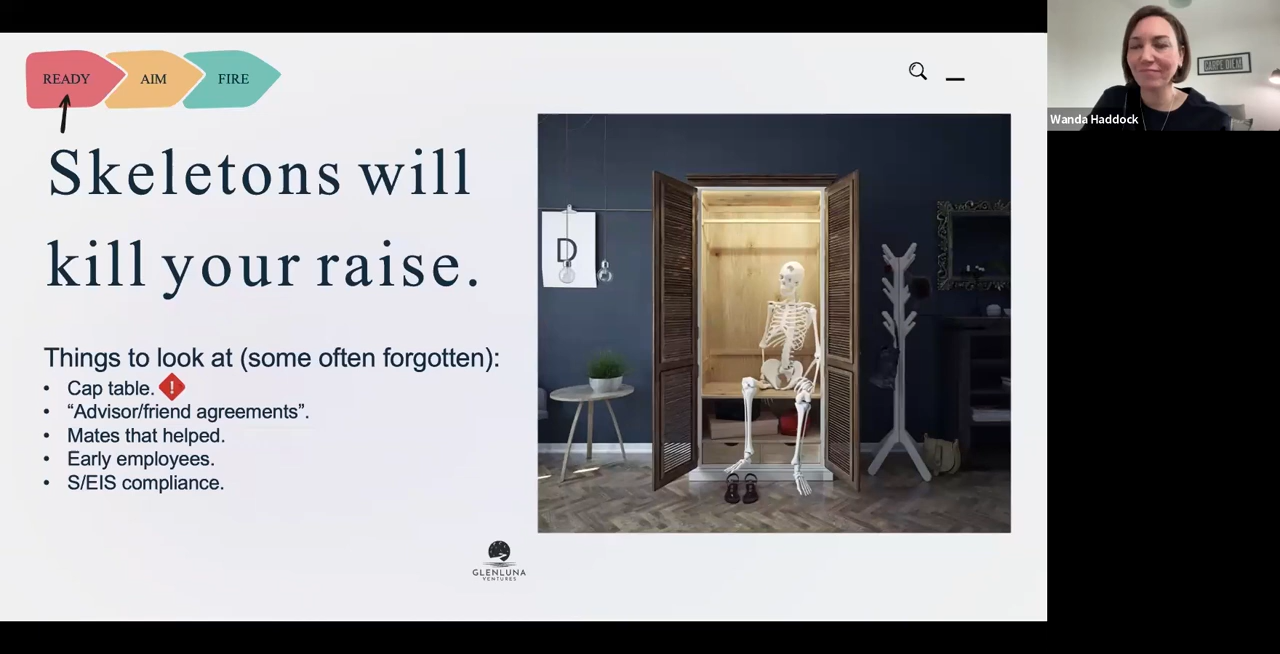 READY
AIM
FIRE
Skeletons will
kill your raise.
Things to look at (some often forgotten):
• Cap table. !
• “Advisor/friend agreements”.
• Mates that helped.
• Early employees.
• S/EIS compliance.
D
GLENLUNA
VENTURES
CARPE DIEM
Wanda Haddock